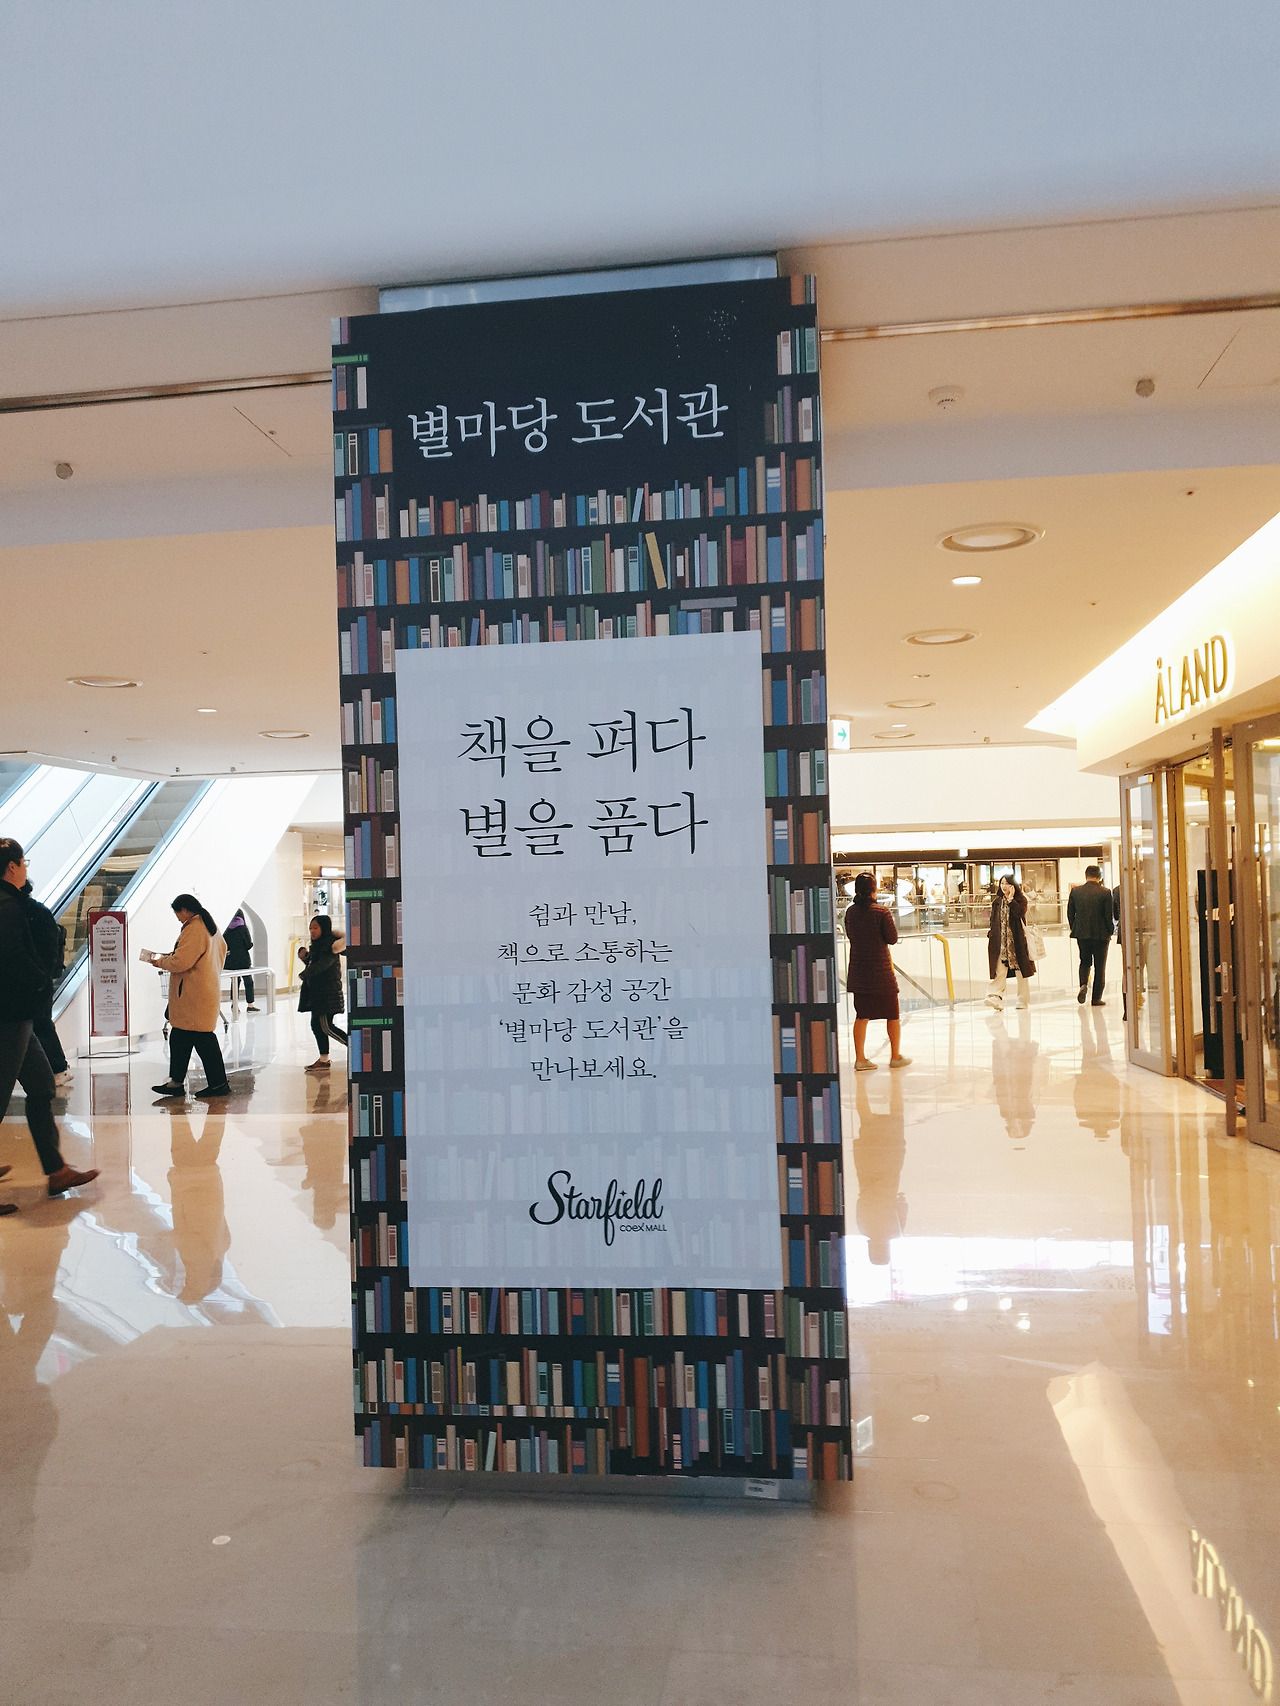 별마당 도서관
책을 펴다
별을 품다
쉼과 만남,
책으로 소통하는
문화 감성 공간
‘별마당 도서관’을
만나보세요.
Starfield
COEX MALL
ÅLAND